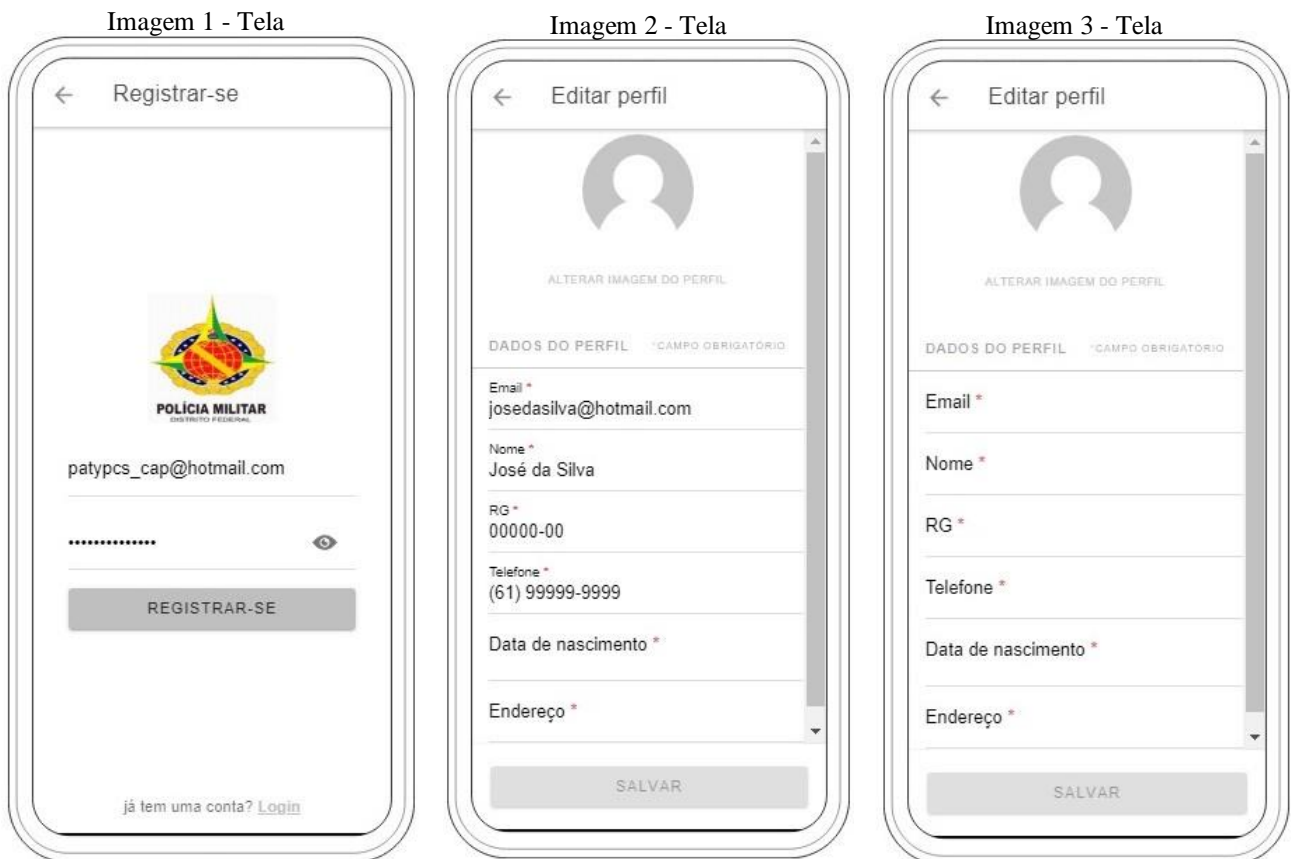 Imagem 1 - Tela
Registrar-se
POLÍCIA MILITAR
DISTRITO FEDERAL
patypcs_cap@hotmail.com
••••••••••••••
REGISTRAR-SE
já tem uma conta? Login
Imagem 2 - Tela
Editar perfil
ALTERAR IMAGEM DO PERFIL
DADOS DO PERFIL *CAMPO OBRIGATÓRIO
Email *
josedasilva@hotmail.com
Nome *
José da Silva
RG *
00000-00
Telefone *
(61) 99999-9999
Data de nascimento *
Endereço *
SALVAR
Imagem 3 - Tela
Editar perfil
ALTERAR IMAGEM DO PERFIL
DADOS DO PERFIL *CAMPO OBRIGATÓRIO
Email *
Nome *
RG *
Telefone *
Data de nascimento *
Endereço *
SALVAR